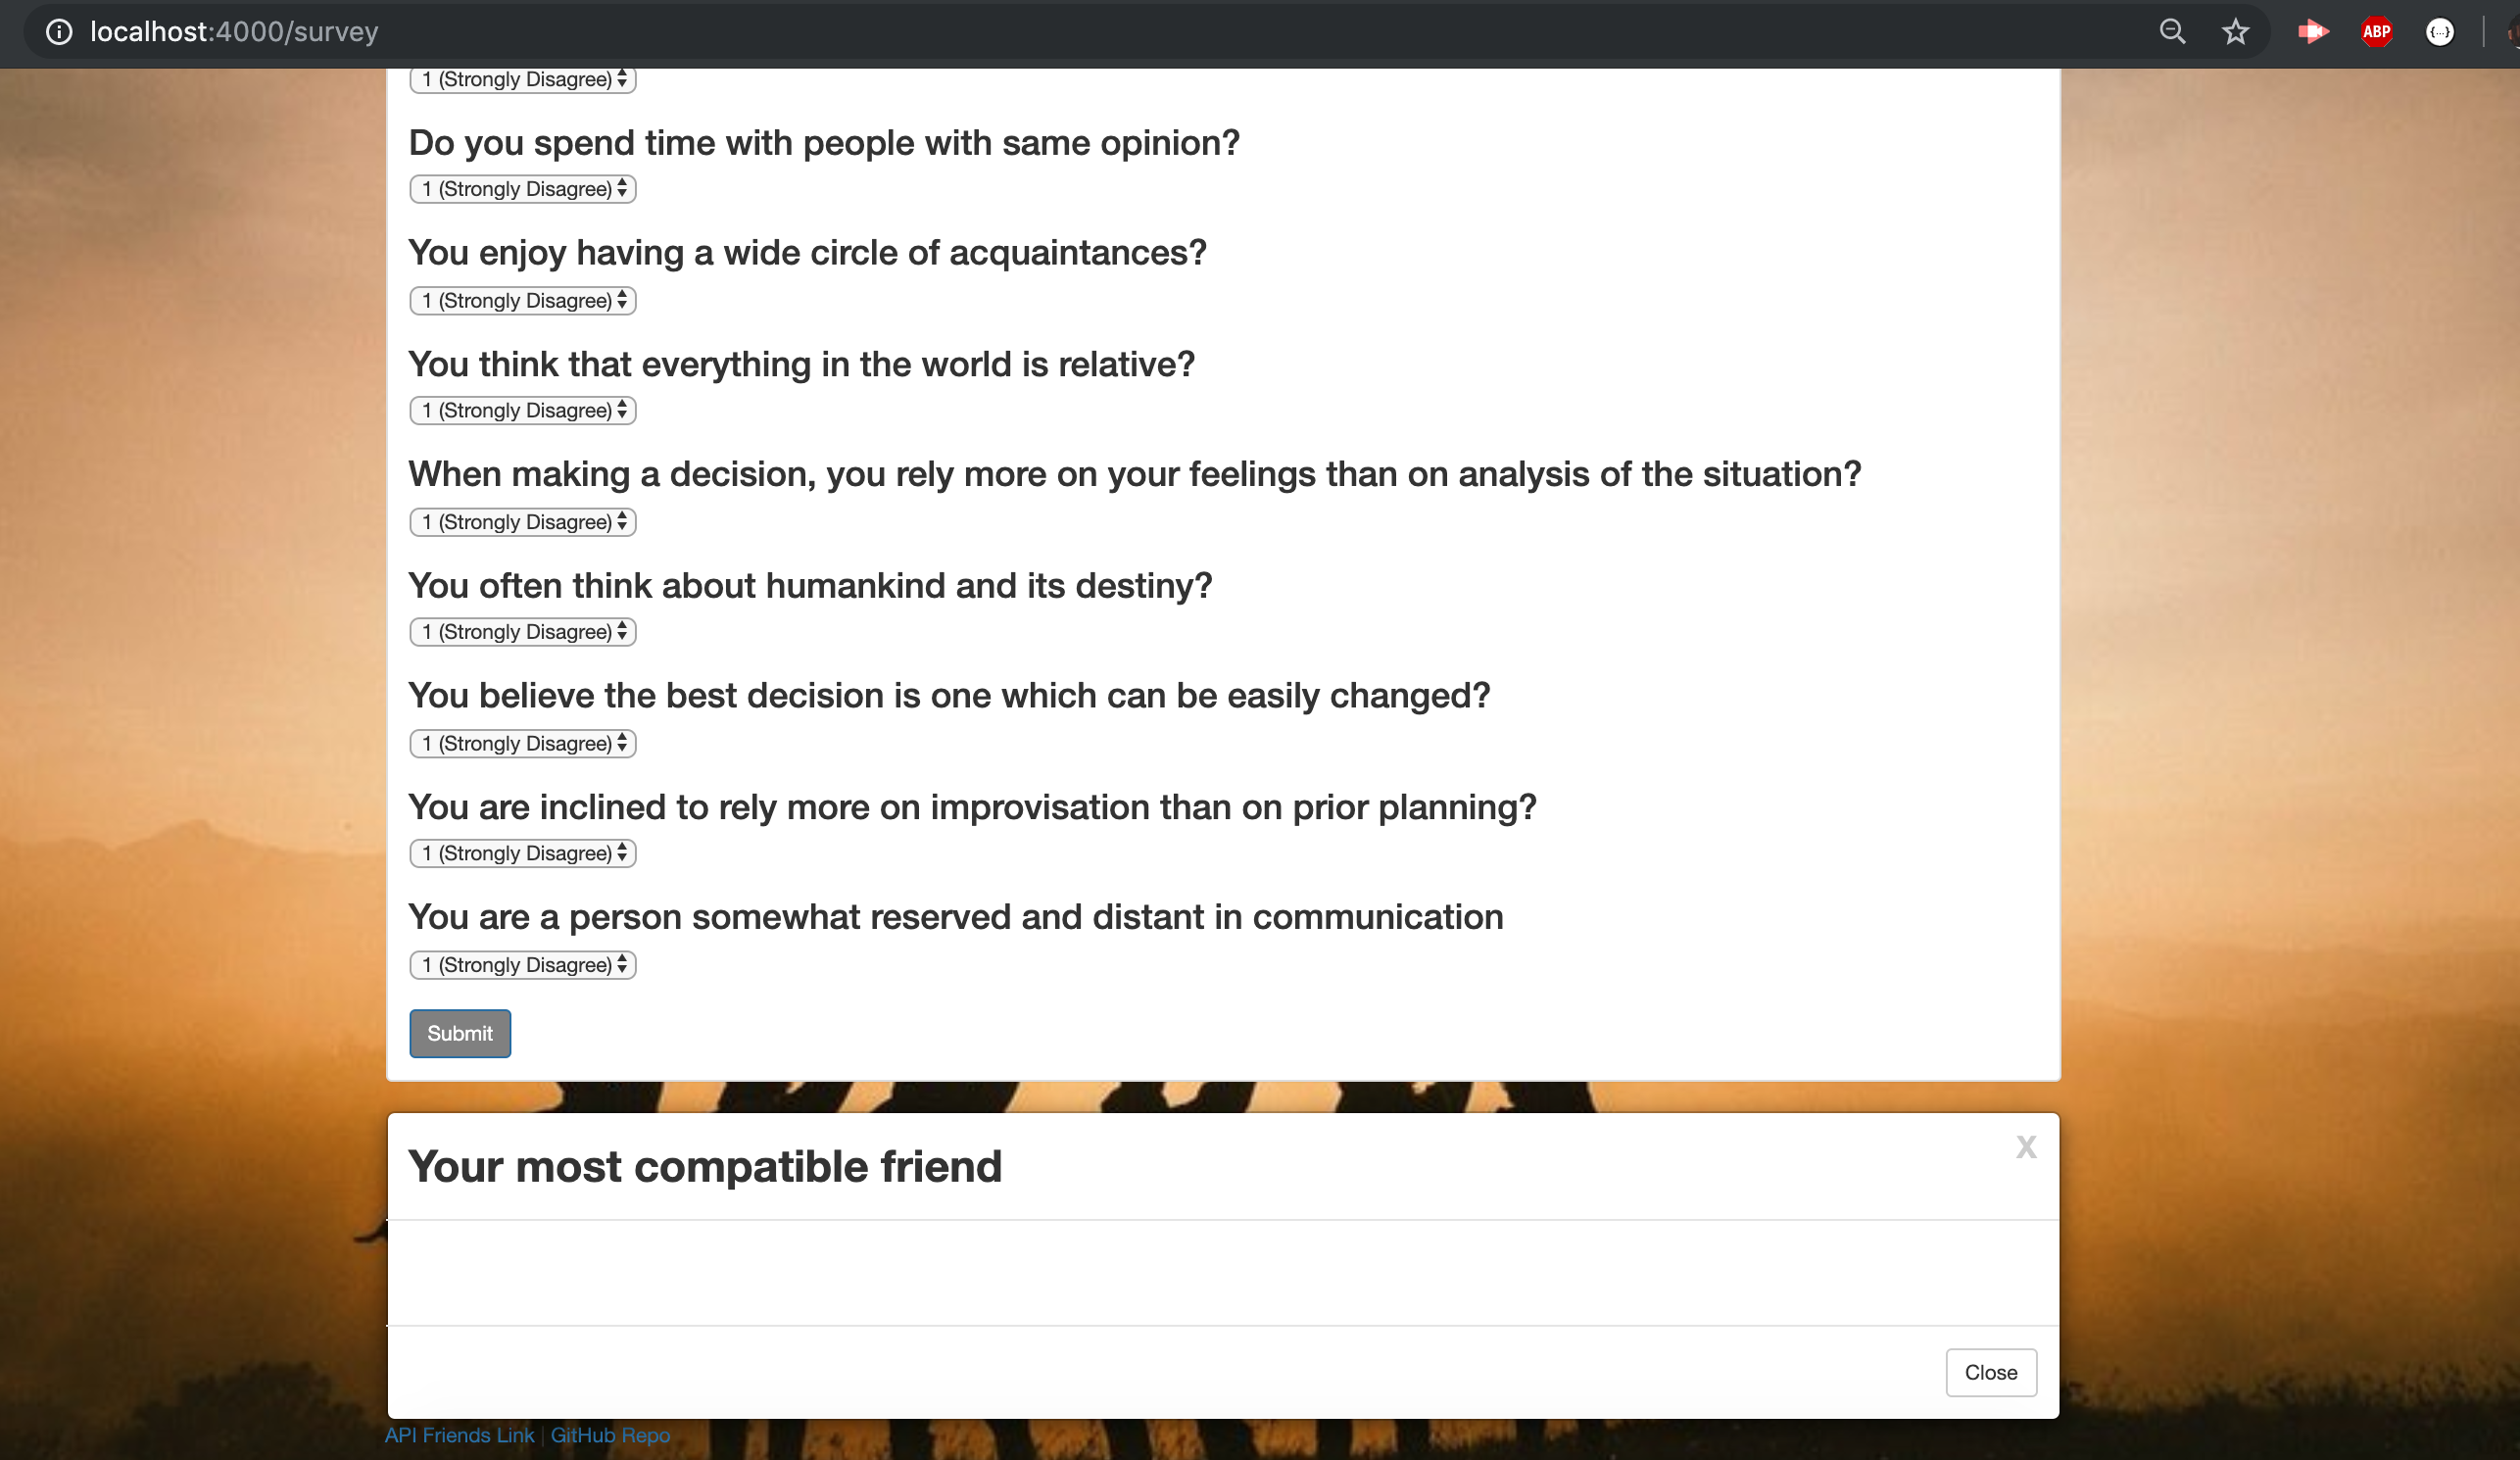 localhost:4000/survey
ABP
{...}
1 (Strongly Disagree)
Do you spend time with people with same opinion?
1 (Strongly Disagree)
You enjoy having a wide circle of acquaintances?
1 (Strongly Disagree)
You think that everything in the world is relative?
1 (Strongly Disagree)
When making a decision, you rely more on your feelings than on analysis of the situation?
1 (Strongly Disagree)
You often think about humankind and its destiny?
1 (Strongly Disagree)
You believe the best decision is one which can be easily changed?
1 (Strongly Disagree)
You are inclined to rely more on improvisation than on prior planning?
1 (Strongly Disagree)
You are a person somewhat reserved and distant in communication
1 (Strongly Disagree)
Submit
Your most compatible friend
X
Close
API Friends Link | GitHub Repo